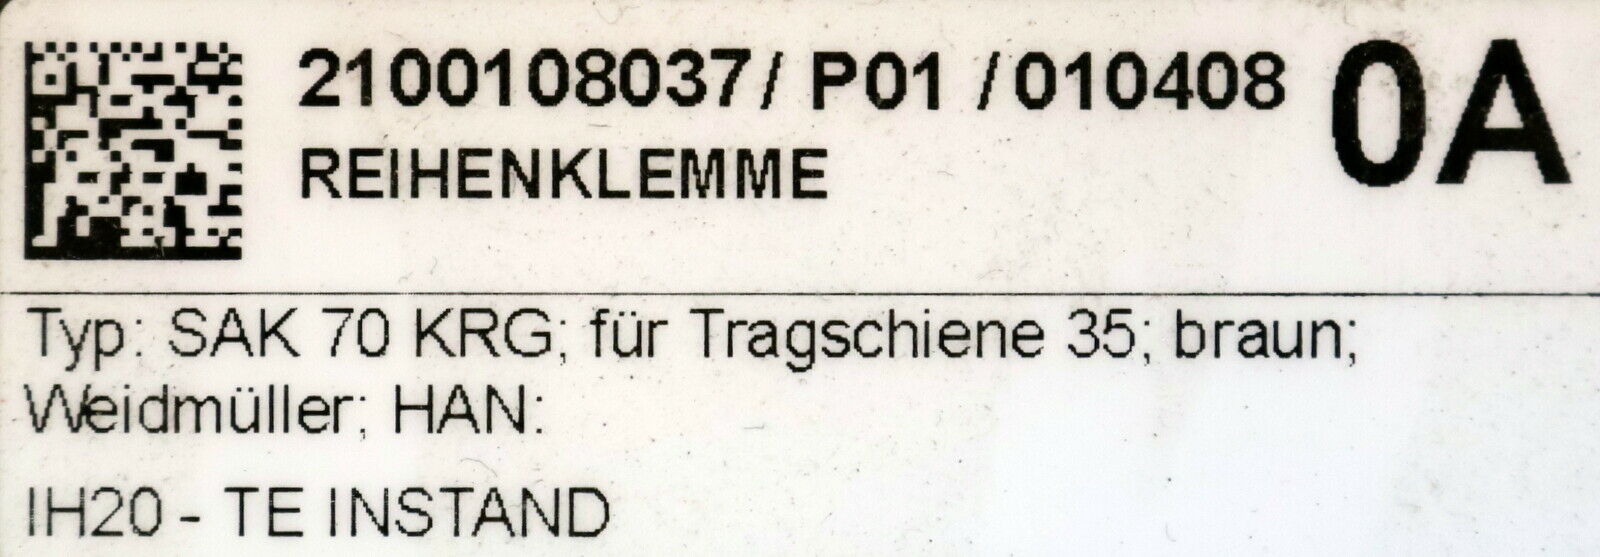 2100108037/ P01 /010408 0A
REIHENKLEMME
Typ: SAK 70 KRG; für Tragschiene 35; braun;
Weidmüller; HAN:
IH20 - TE INSTAND